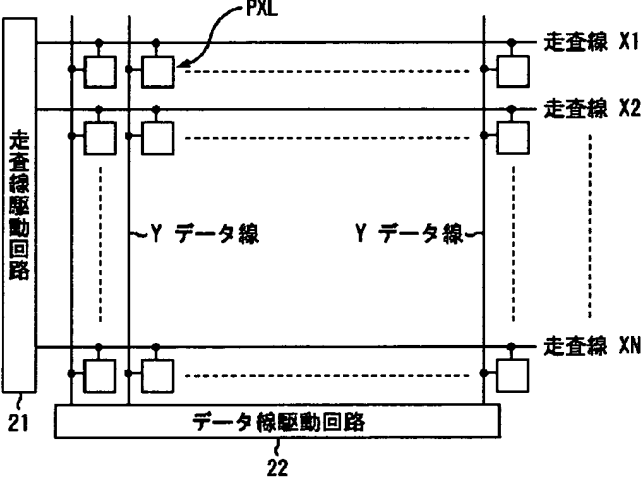 PXL
走査線 X1
走査線 X2
走査線駆動回路
Y データ線
Y データ線
走査線 XN
21
データ線駆動回路
22